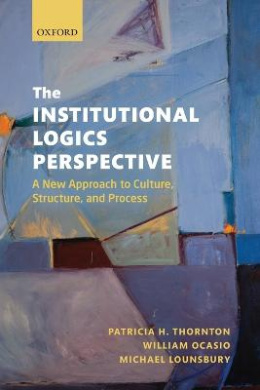 OXFORD
The
INSTITUTIONAL
LOGICS
PERSPECTIVE
A New Approach to Culture,
Structure, and Process
PATRICIA H. THORNTON
WILLIAM OCASIO
MICHAEL LOUNSBURY